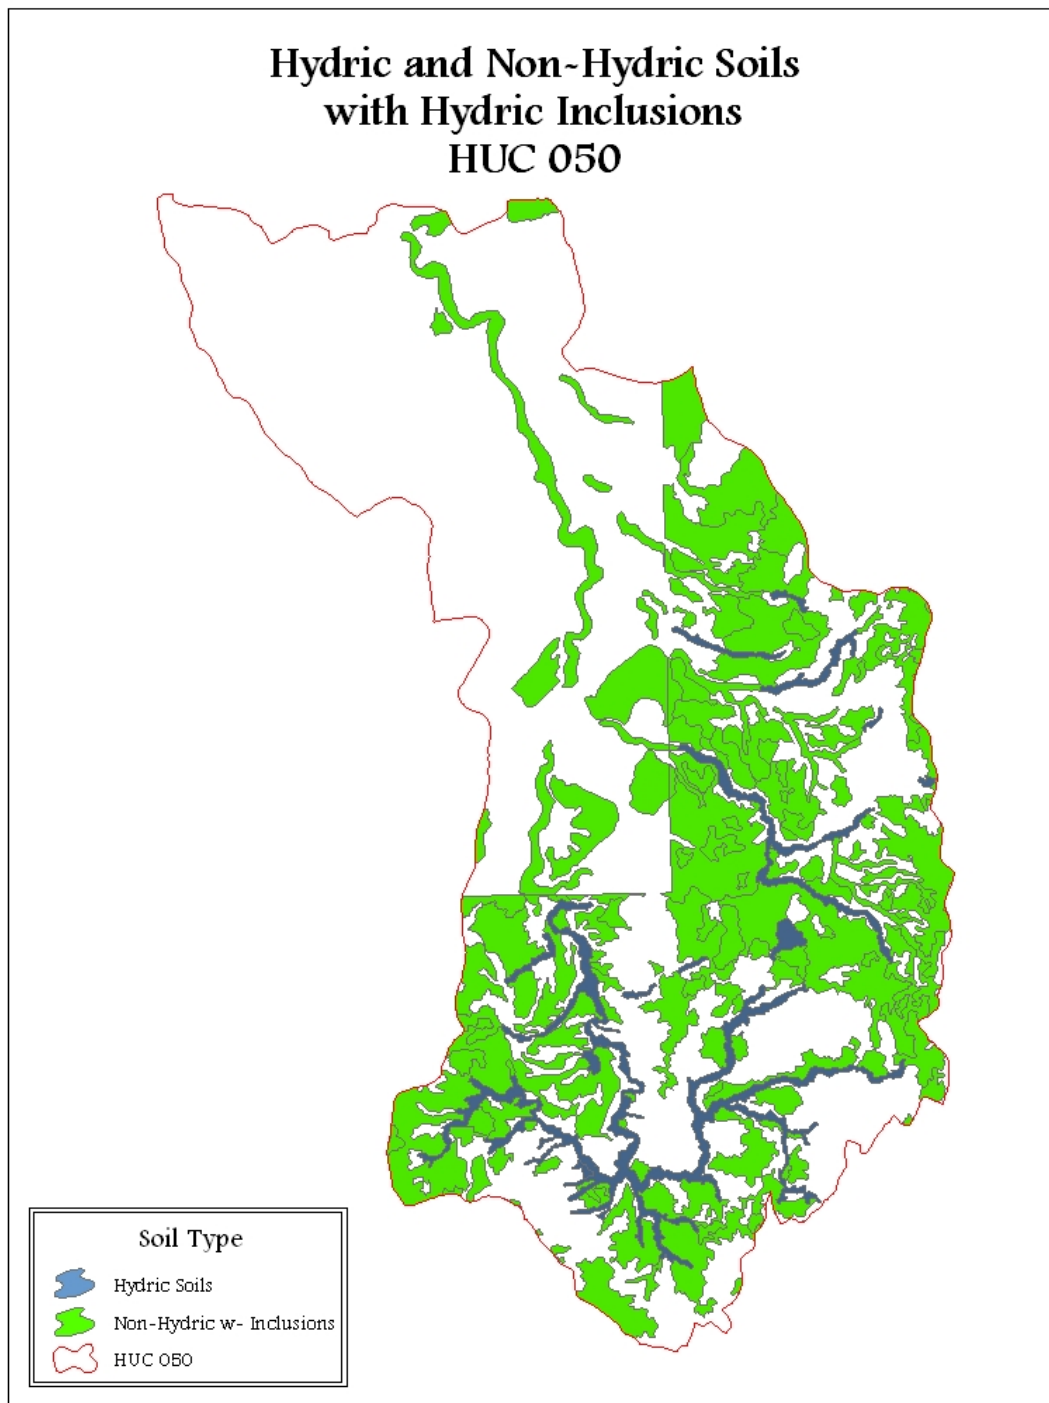 Hydric and Non-Hydric Soils
with Hydric Inclusions
HUC 050
Soil Type
Hydric Soils
Non-Hydric w- Inclusions
HUC 050